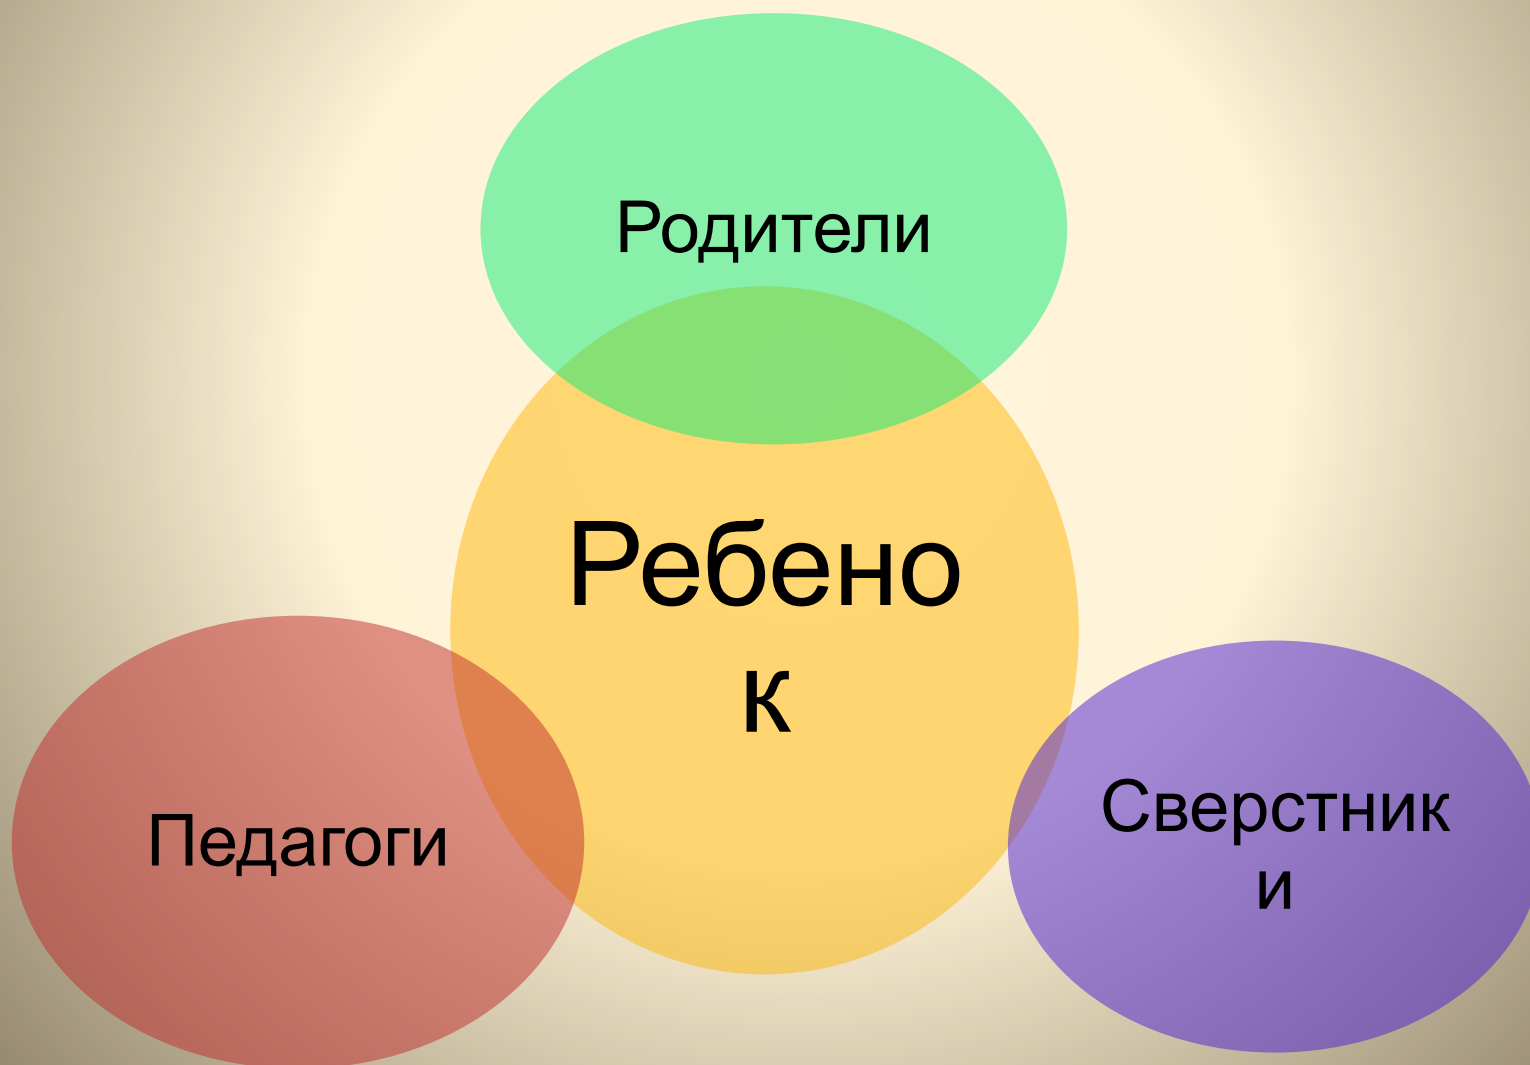 Родители
Ребено
к
Педагоги
Сверстник
и